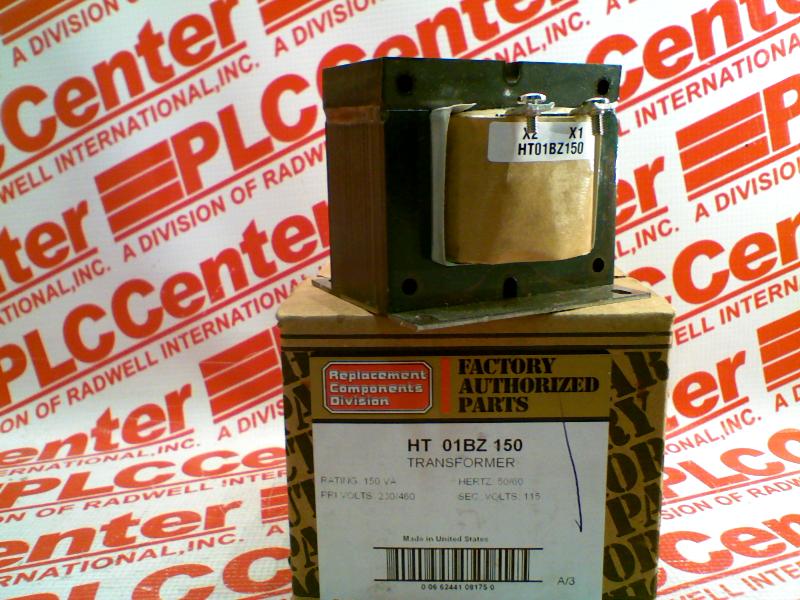 PLCCenter
A DIVISION OF RADWELL INTERNATIONAL, INC.
X2 X1
HT01BZ150
Replacement
Components
Division
FACTORY
AUTHORIZED
PARTS
HT 01BZ 150
TRANSFORMER
RATING: 150 VA HERTZ: 50/60
PRI VOLTS: 230/460 SEC. VOLTS: 115
Made in United States
0 06 62441 08175 0
A/3